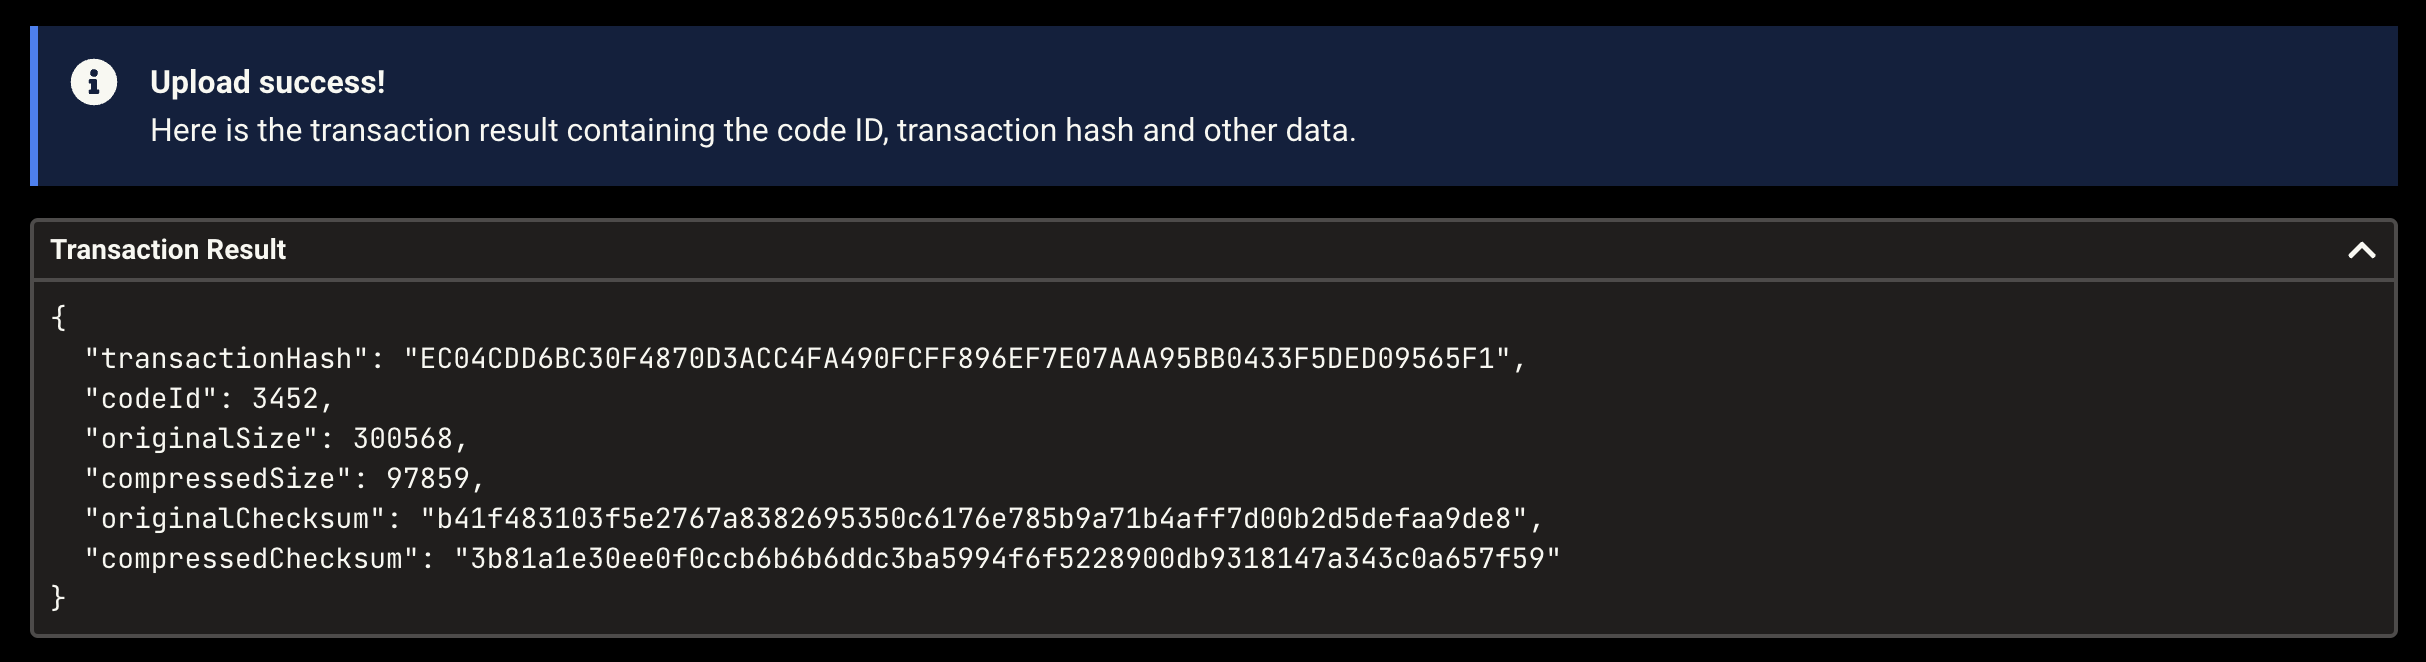 Upload success!
Here is the transaction result containing the code ID, transaction hash and other data.
Transaction Result
{
  "transactionHash": "EC04CDD6BC30F4870D3ACC4FA490FCFF896EF7E07AAA95BB0433F5DED09565F1",
  "codeId": 3452,
  "originalSize": 300568,
  "compressedSize": 97859,
  "originalChecksum": "b41f483103f5e2767a8382695350c6176e785b9a71b4aff7d00b2d5defaa9de8",
  "compressedChecksum": "3b81a1e30ee0f0ccb6b6b6ddc3ba5994f6f5228900db9318147a343c0a657f59"
}